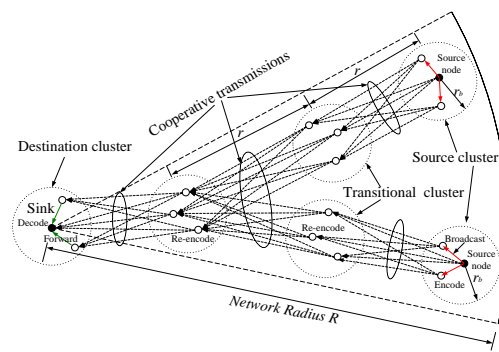 Source
node
r
r_b
Cooperative transmissions
r
Destination cluster
Source cluster
Transitional cluster
Sink
Decode
Forward
Re-encode
Re-encode
Broadcast
Source
node
Encode
r_b
Network Radius R